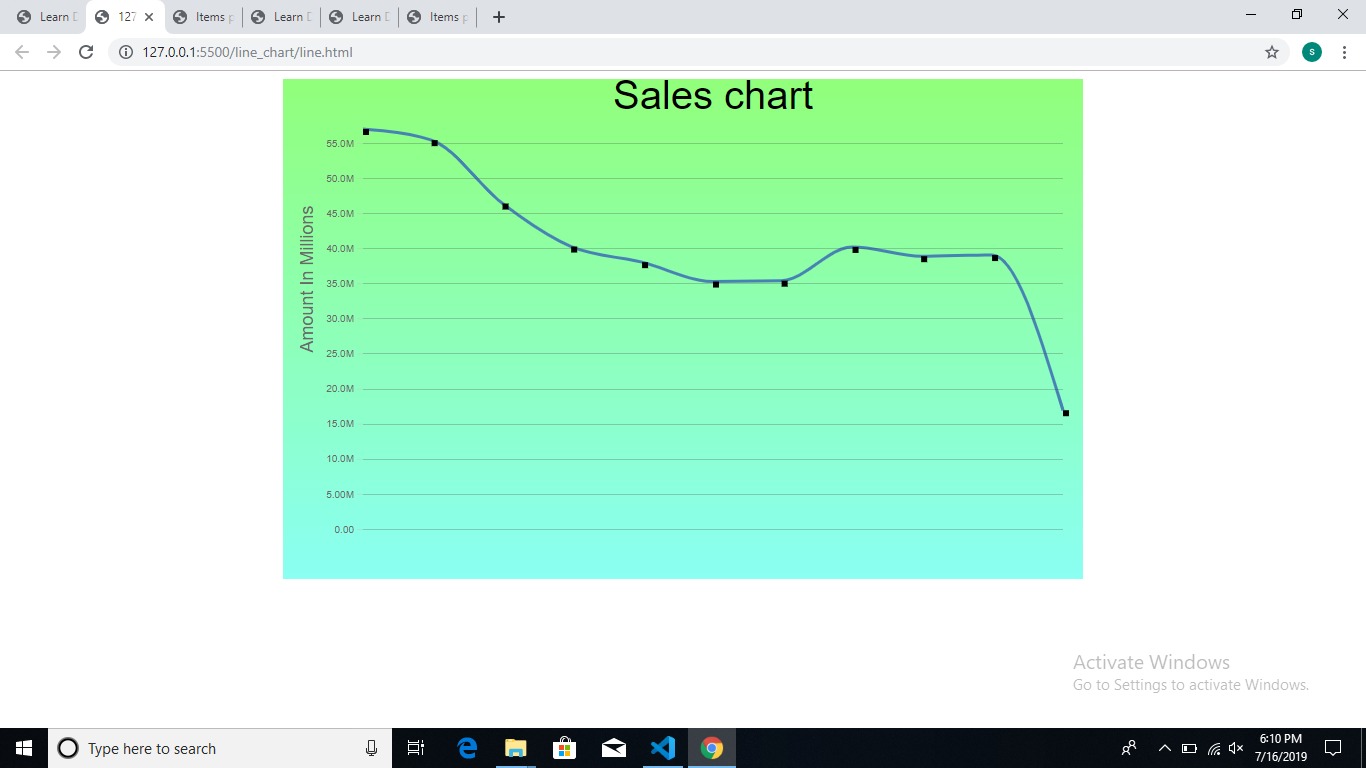 Learn
127
Items
Learn
Learn
Items
127.0.0.1:5500/line_chart/line.html
s
Sales chart
Amount In Millions
55.0M
50.0M
45.0M
40.0M
35.0M
30.0M
25.0M
20.0M
15.0M
10.0M
5.00M
0.00
Activate Windows
Go to Settings to activate Windows.
Type here to search
6:10 PM
7/16/2019